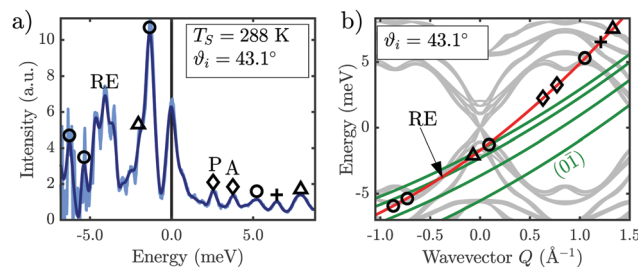 a)
T_S = 288 K
ϑ_i = 43.1°
RE
P A
Intensity (a.u.)
10
8
6
4
2
0
-5.0
0.0
5.0
Energy (meV)
b)
ϑ_i = 43.1°
RE
(01̄)
Energy (meV)
5
0
-5
-1.0
-0.5
0.0
0.5
1.0
1.5
Wavevector Q (Å⁻¹)